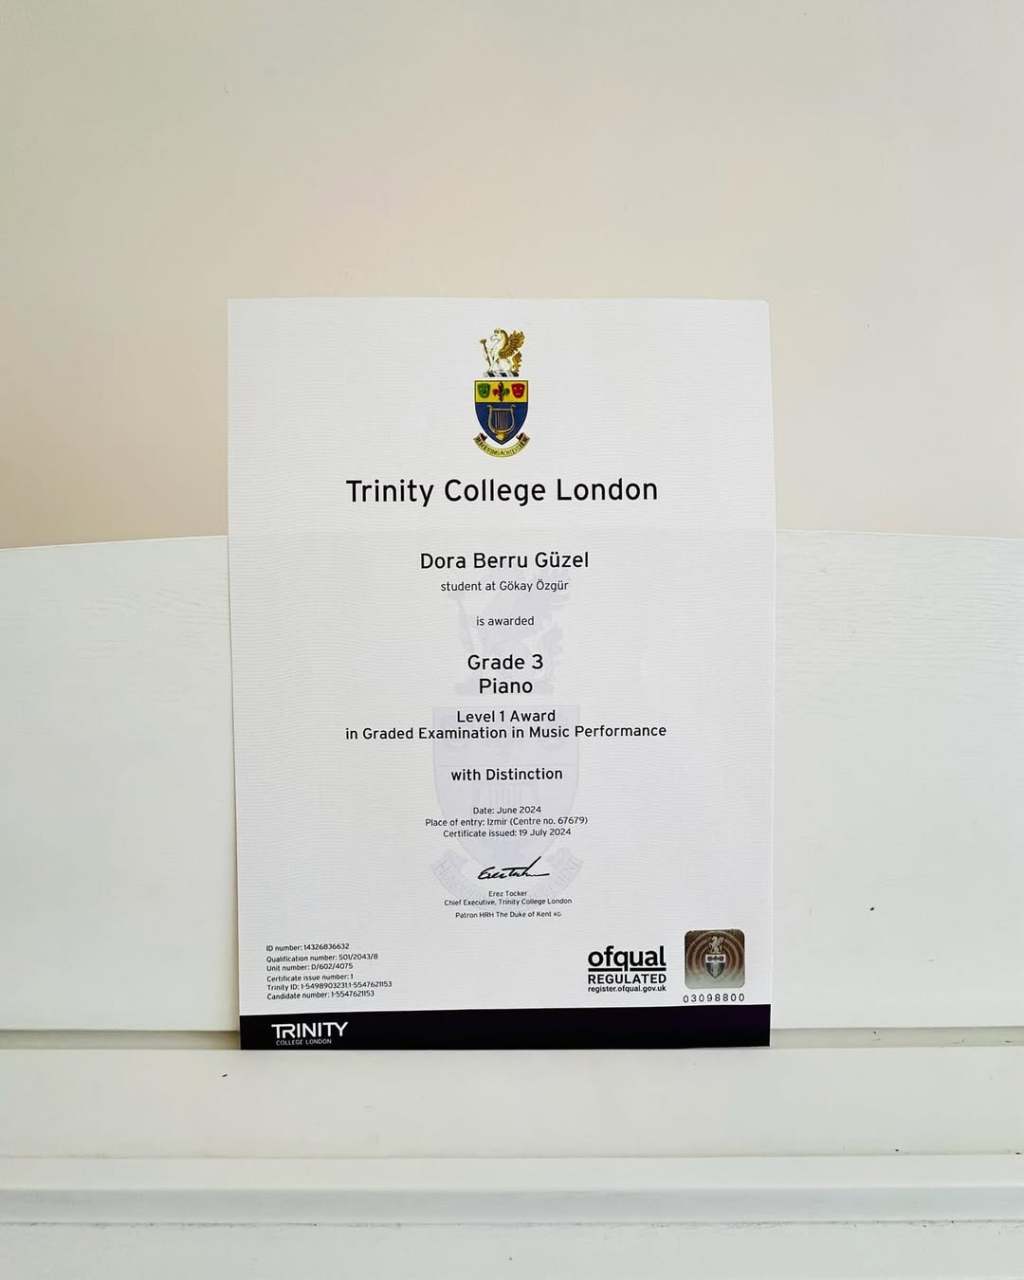 Trinity College London
Dora Berru Güzel
student at Gökay Özgür
is awarded
Grade 3
Piano
Level 1 Award
in Graded Examination in Music Performance
with Distinction
Date: June 2024
Place of entry: Izmir (Centre no. 67679)
Certificate issued: 19 July 2024
Erez Tocker
Chief Executive, Trinity College London
Patron HRH The Duke of Kent KG
ID number: 14326836632
Qualification number: 501/2043/8
Unit number: D/602/4075
Certificate issue number: 1
Trinity ID: 1-5498903231:1-5547621153
Candidate number: 1-5547621153
ofqual
REGULATED
register.ofqual.gov.uk
03098800
TRINITY
COLLEGE LONDON